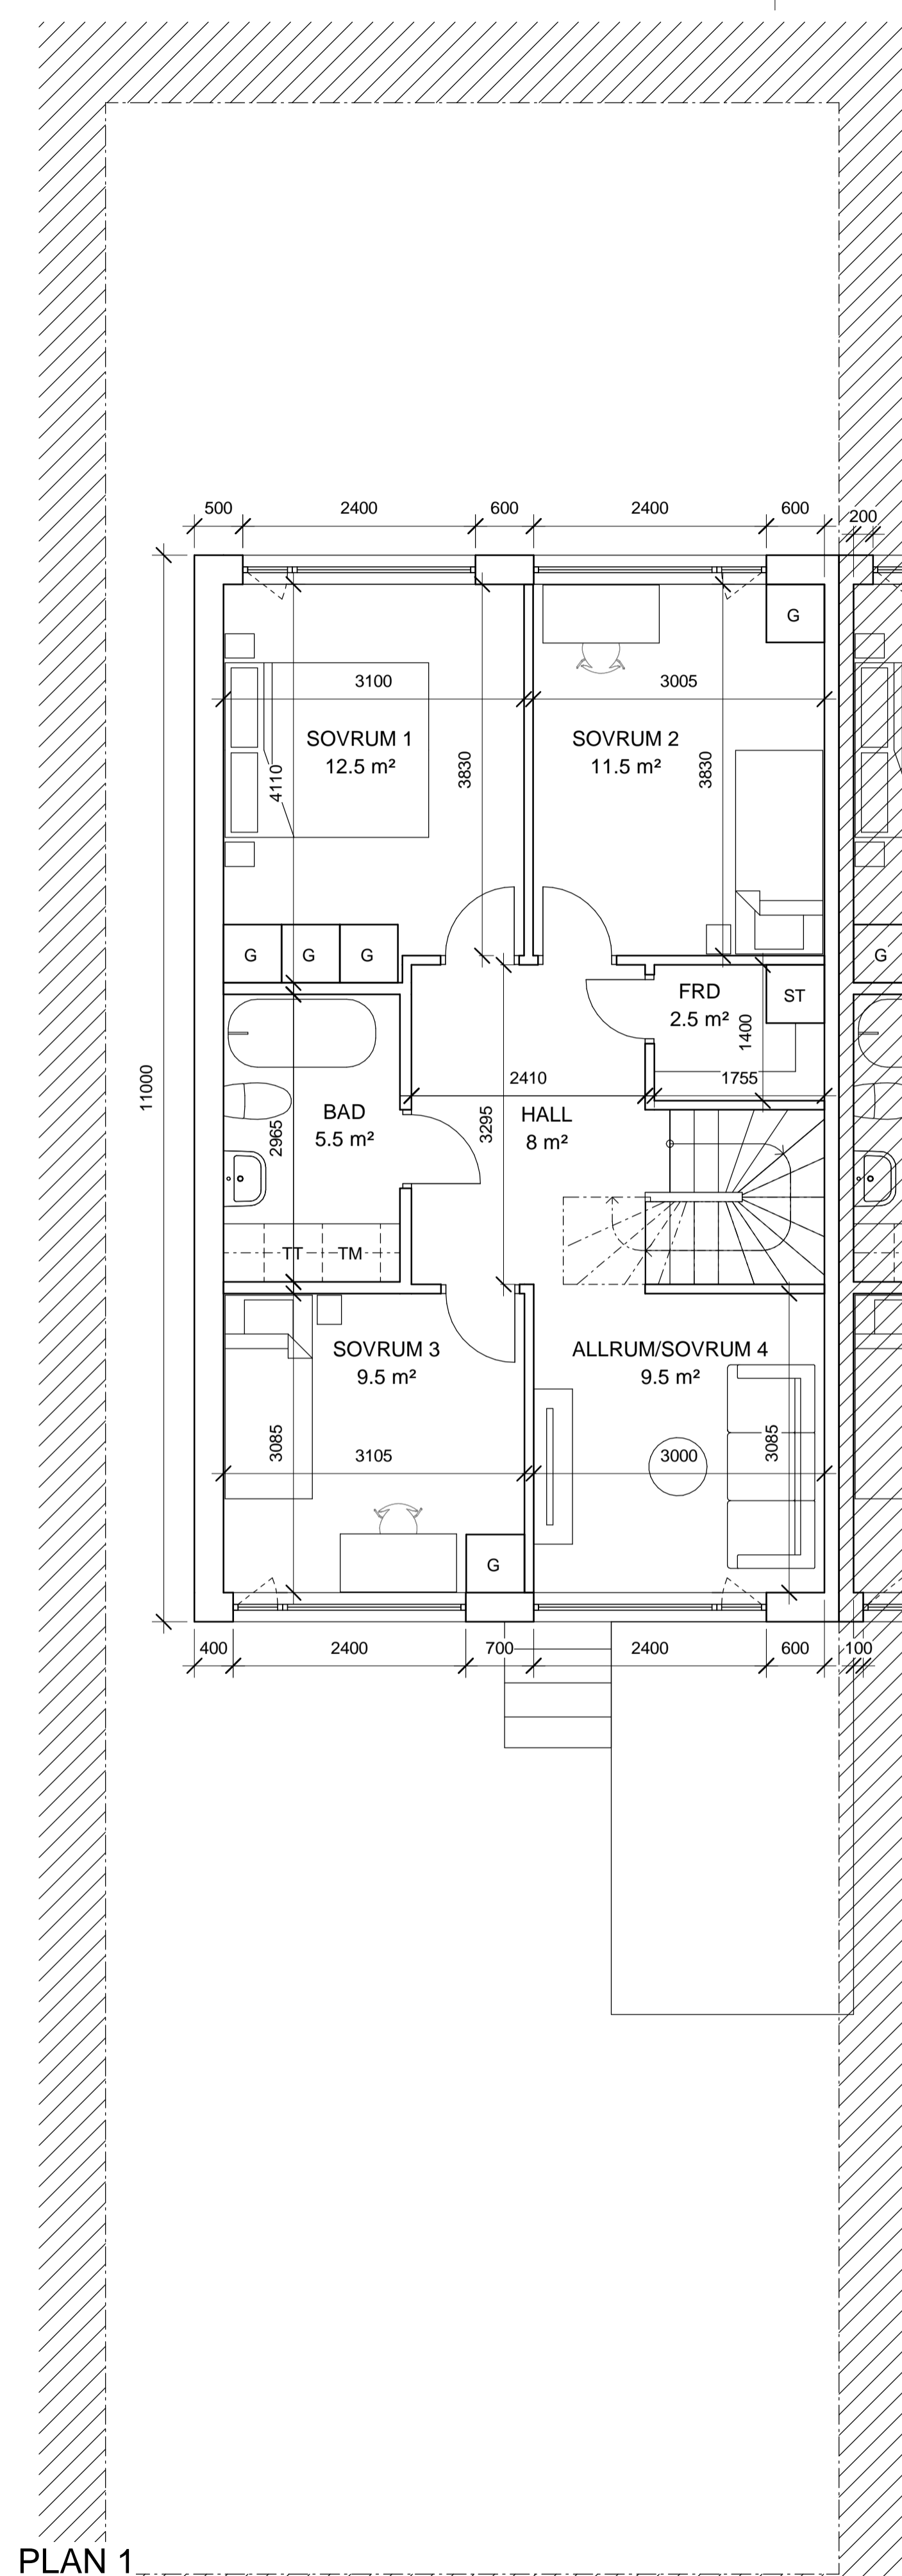 500 2400 600 2400 600 200
G
3100 3005
SOVRUM 1
12.5 m²
SOVRUM 2
11.5 m²
4110
3830
3830
G G G
G
FRD
2.5 m²
ST
1400
11000
2410
1755
BAD
5.5 m²
2965
3295
HALL
8 m²
TT TM
SOVRUM 3
9.5 m²
ALLRUM/SOVRUM 4
9.5 m²
3085
3105
3000
3085
G
400 2400 700 2400 600 100
PLAN 1